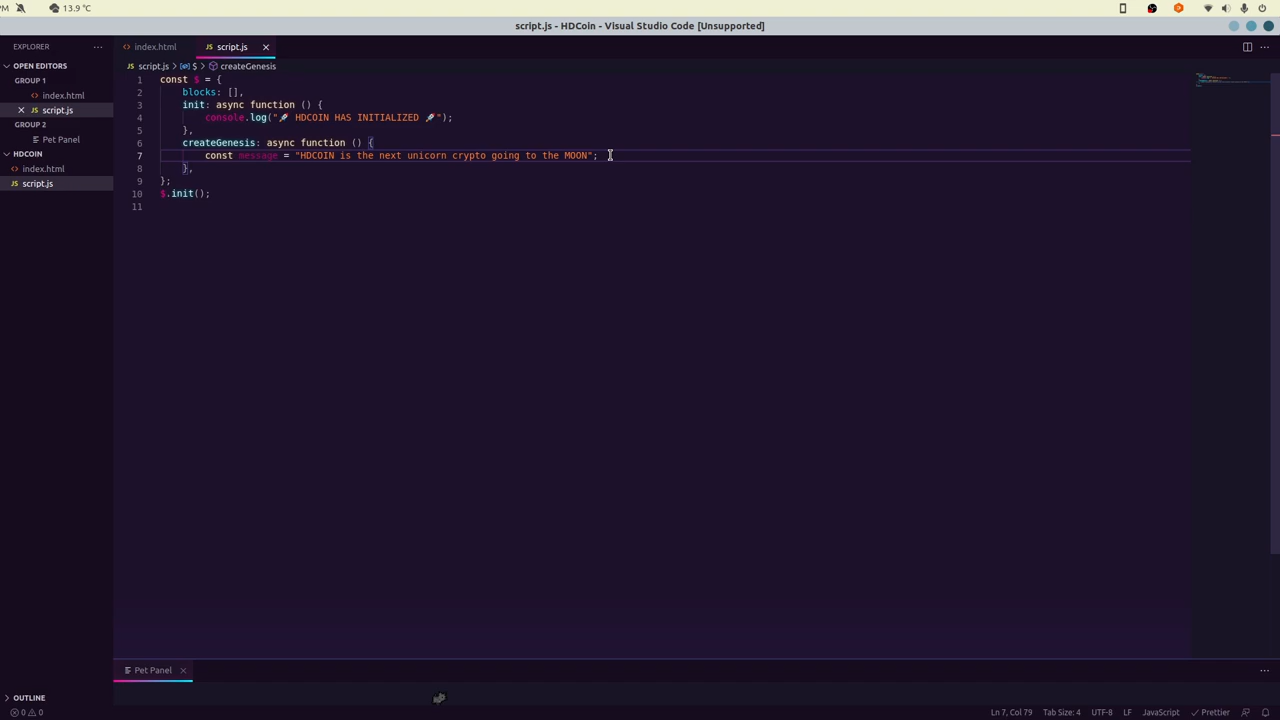 PM 13.9 °C
script.js - HDCoin - Visual Studio Code [Unsupported]
EXPLORER
OPEN EDITORS
GROUP 1
index.html
script.js
GROUP 2
Pet Panel
HDCOIN
index.html
script.js
OUTLINE
index.html JS script.js
JS script.js > $ > createGenesis
1 const $ = {
2 blocks: [],
3 init: async function () {
4 console.log("🚀 HDCOIN HAS INITIALIZED 🚀");
5 },
6 createGenesis: async function () {
7 const message = "HDCOIN is the next unicorn crypto going to the MOON";
8 },
9 };
10 $.init();
11
Pet Panel
0 0 Ln 7, Col 79 Tab Size: 4 UTF-8 LF JavaScript Prettier